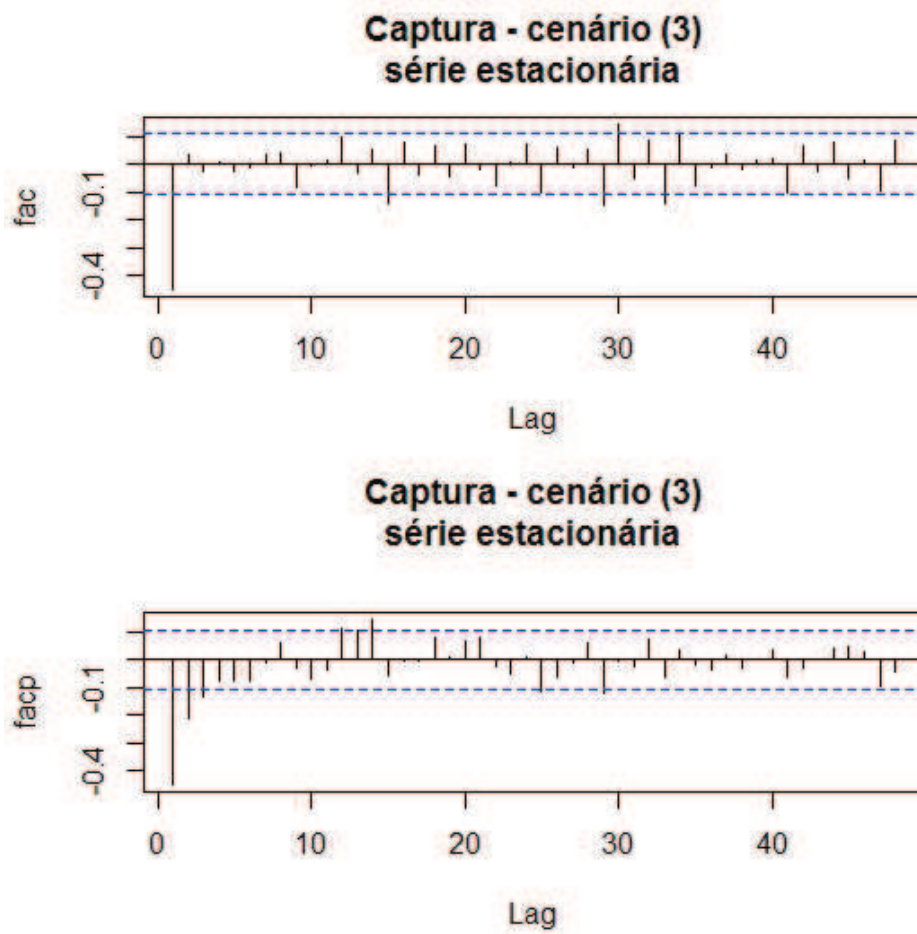 Captura - cenário (3)
série estacionária
fac
-0.1
-0.4
0 10 20 30 40
Lag
Captura - cenário (3)
série estacionária
facp
-0.1
-0.4
0 10 20 30 40
Lag